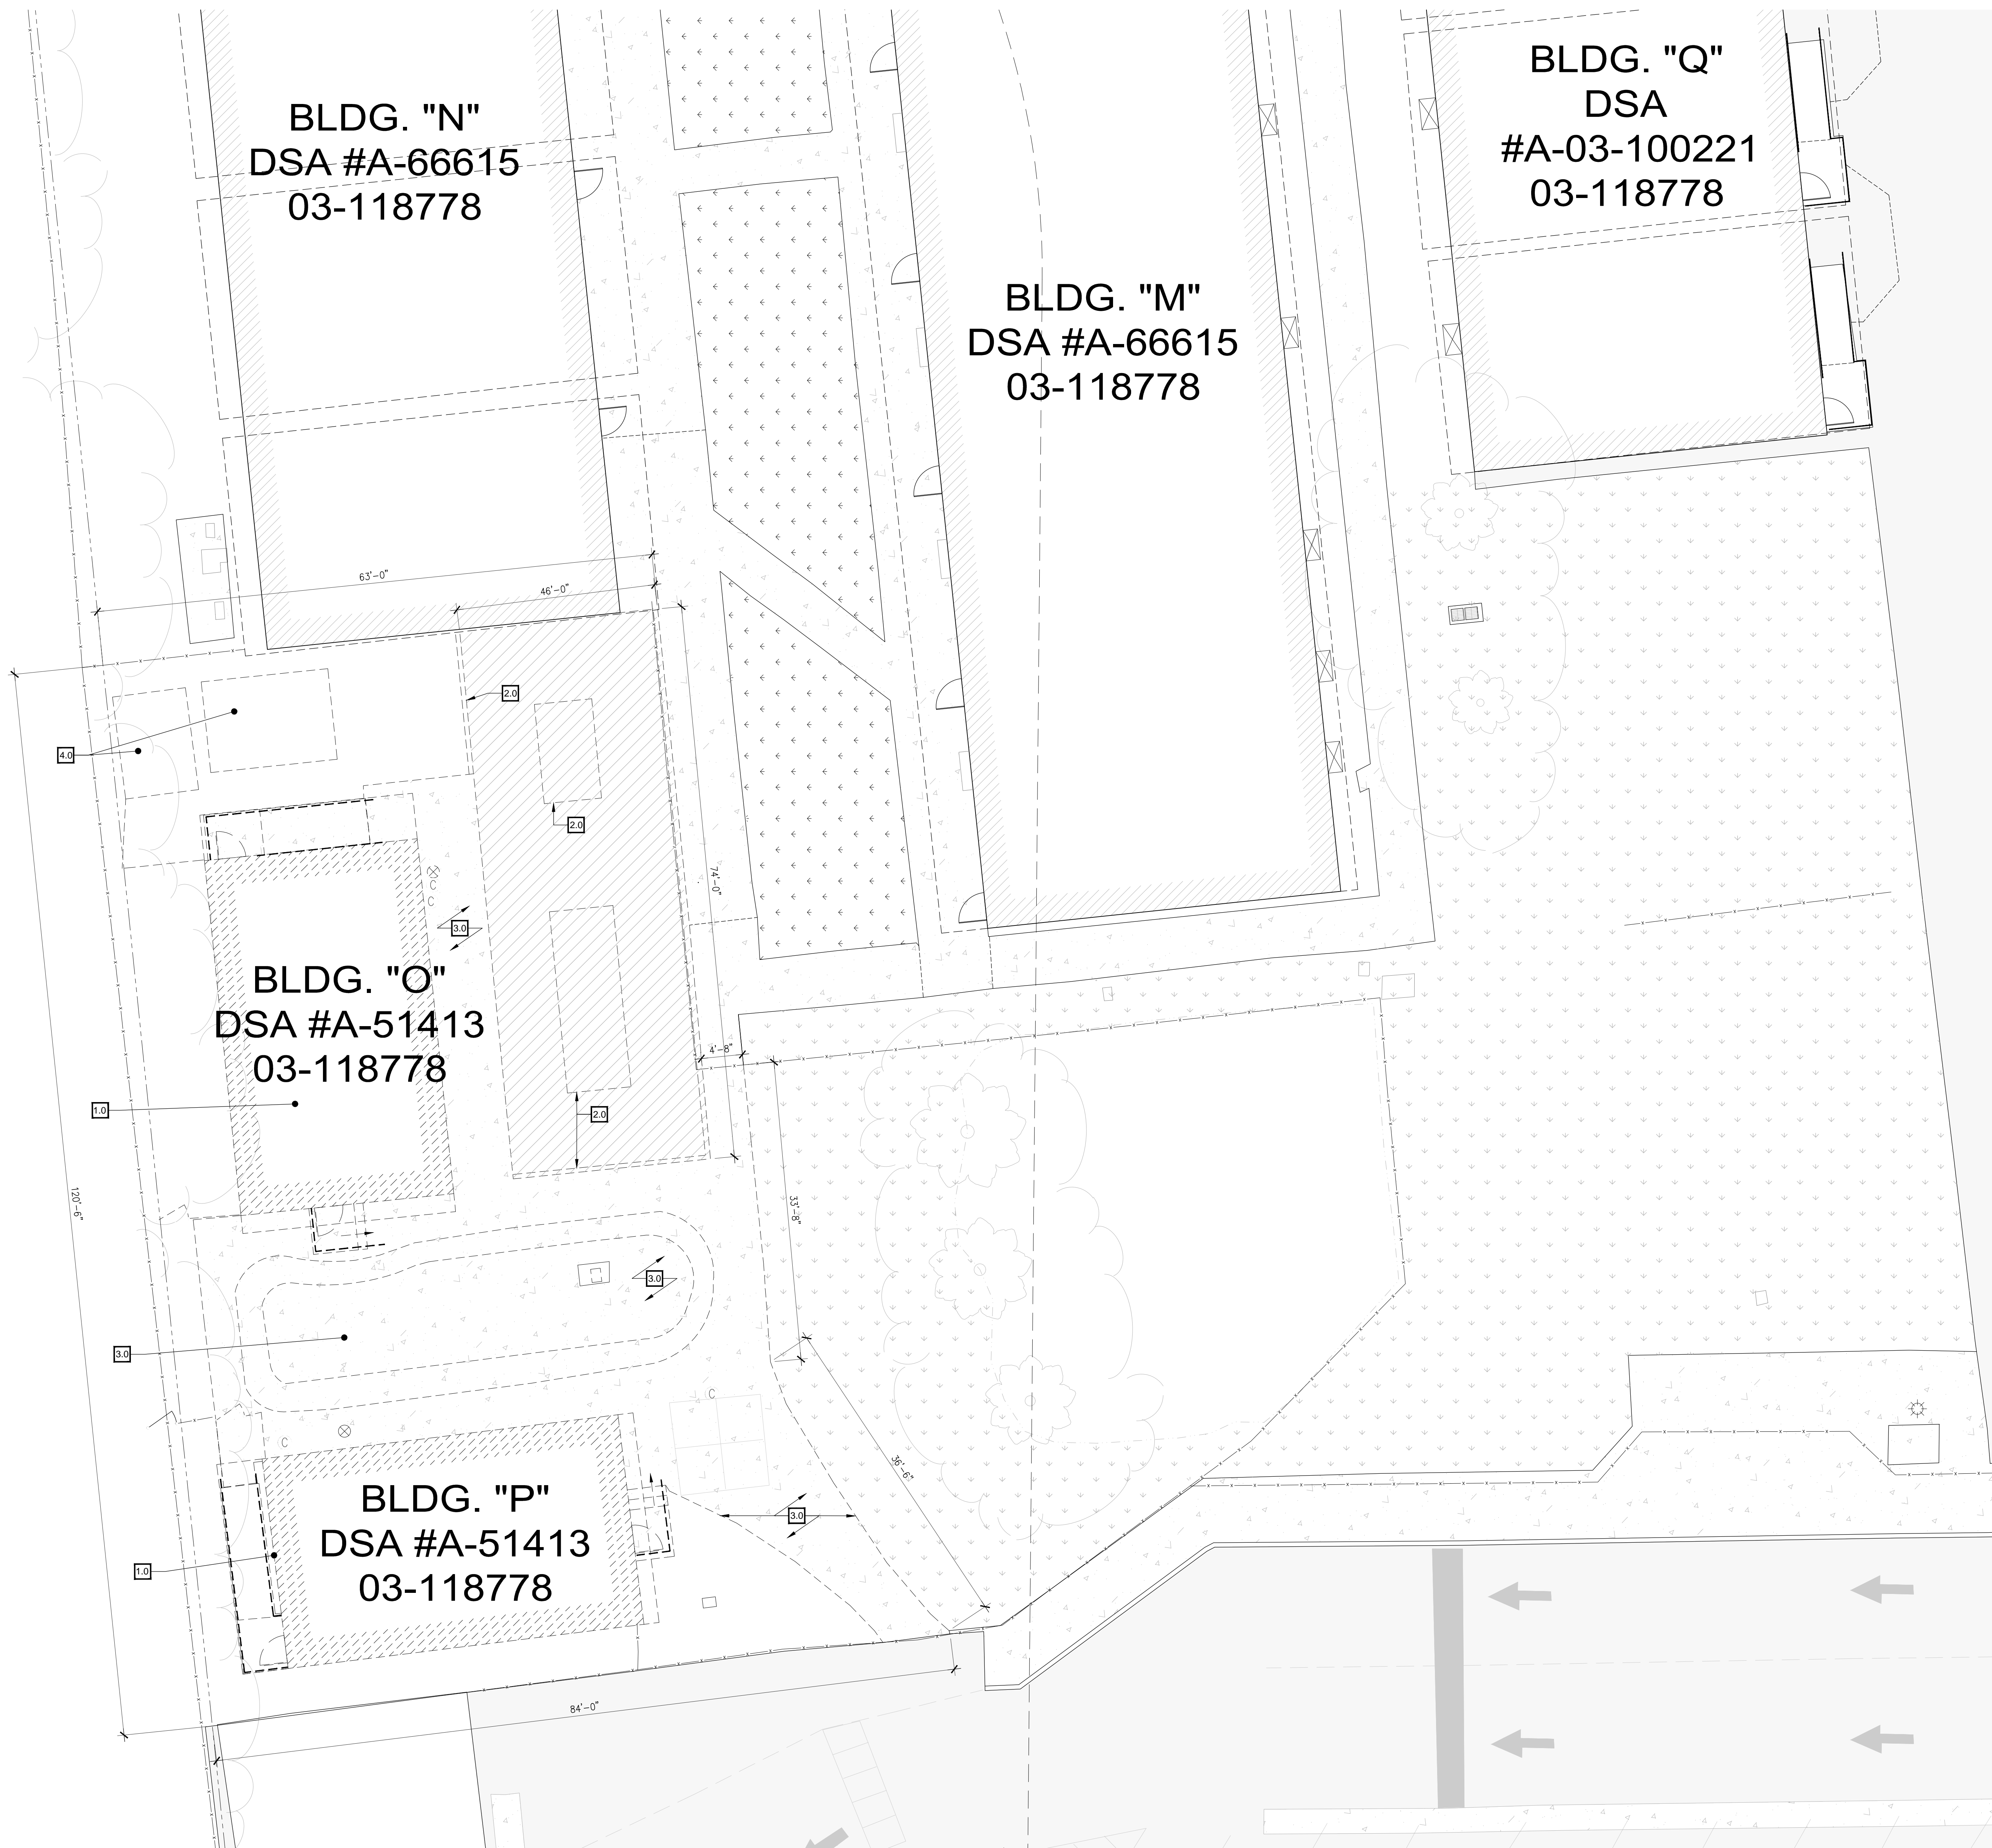 BLDG. "N"
DSA #A-66615
03-118778
BLDG. "Q"
DSA
#A-03-100221
03-118778
BLDG. "M"
DSA #A-66615
03-118778
63'-0"
46'-0"
2.0
4.0
2.0
74'-0"
C
C
3.0
BLDG. "O"
DSA #A-51413
03-118778
4'-8"
1.0
2.0
120'-6"
33'-8"
3.0
3.0
C
C
36'-6"
BLDG. "P"
DSA #A-51413
03-118778
3.0
1.0
84'-0"